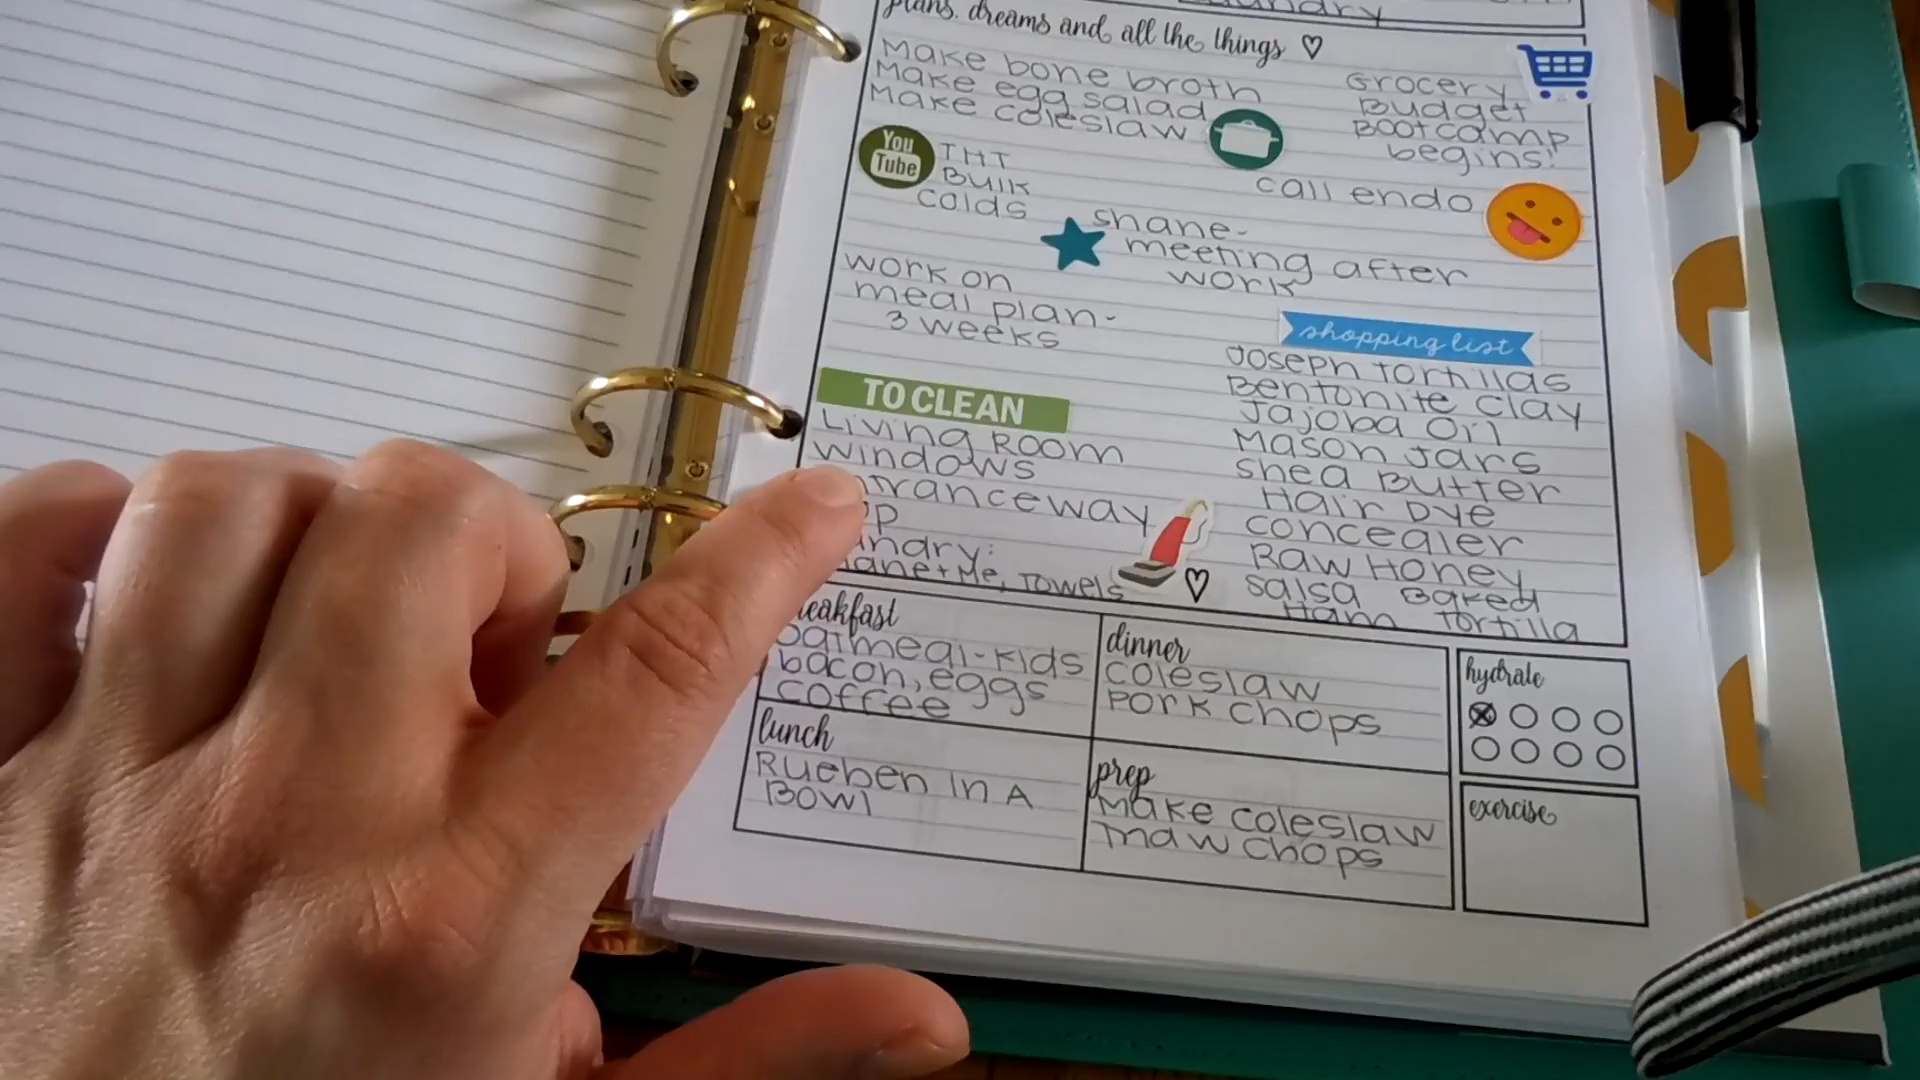 Laundry
plans, dreams and all the things ♡
Make bone broth
Make egg salad
Make coleslaw
Grocery
Budget
Bootcamp
begins!
You
Tube
THT
Bulk
Colds
call endo
Shane-
meeting after
work
work on
meal plan-
3 weeks
TO CLEAN
Living Room
Windows
Entranceway
Towels
shopping list
Joseph Tortillas
Bentonite Clay
Jajoba Oil
Mason Jars
Shea Butter
Hair Dye
concealer
Raw Honey
Salsa Baked
Ham Tortilla
breakfast
oatmeal-kids
bacon, eggs
coffee
lunch
Rueben In A
Bowl
dinner
coleslaw
Pork Chops
prep
Make coleslaw
Thaw chops
hydrate
exercise